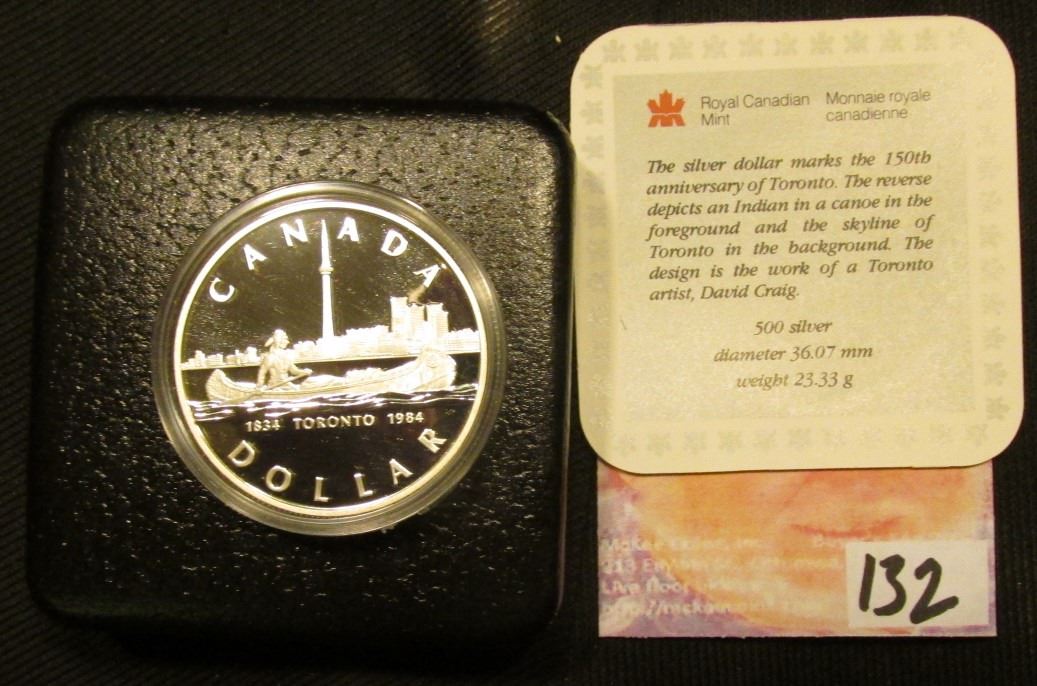 CANADA
1834 TORONTO 1984
DOLLAR
Royal Canadian Mint
Monnaie royale canadienne
The silver dollar marks the 150th
anniversary of Toronto. The reverse
depicts an Indian in a canoe in the
foreground and the skyline of
Toronto in the background. The
design is the work of a Toronto
artist, David Craig.
500 silver
diameter 36.07 mm
weight 23.33 g
Live floor
132